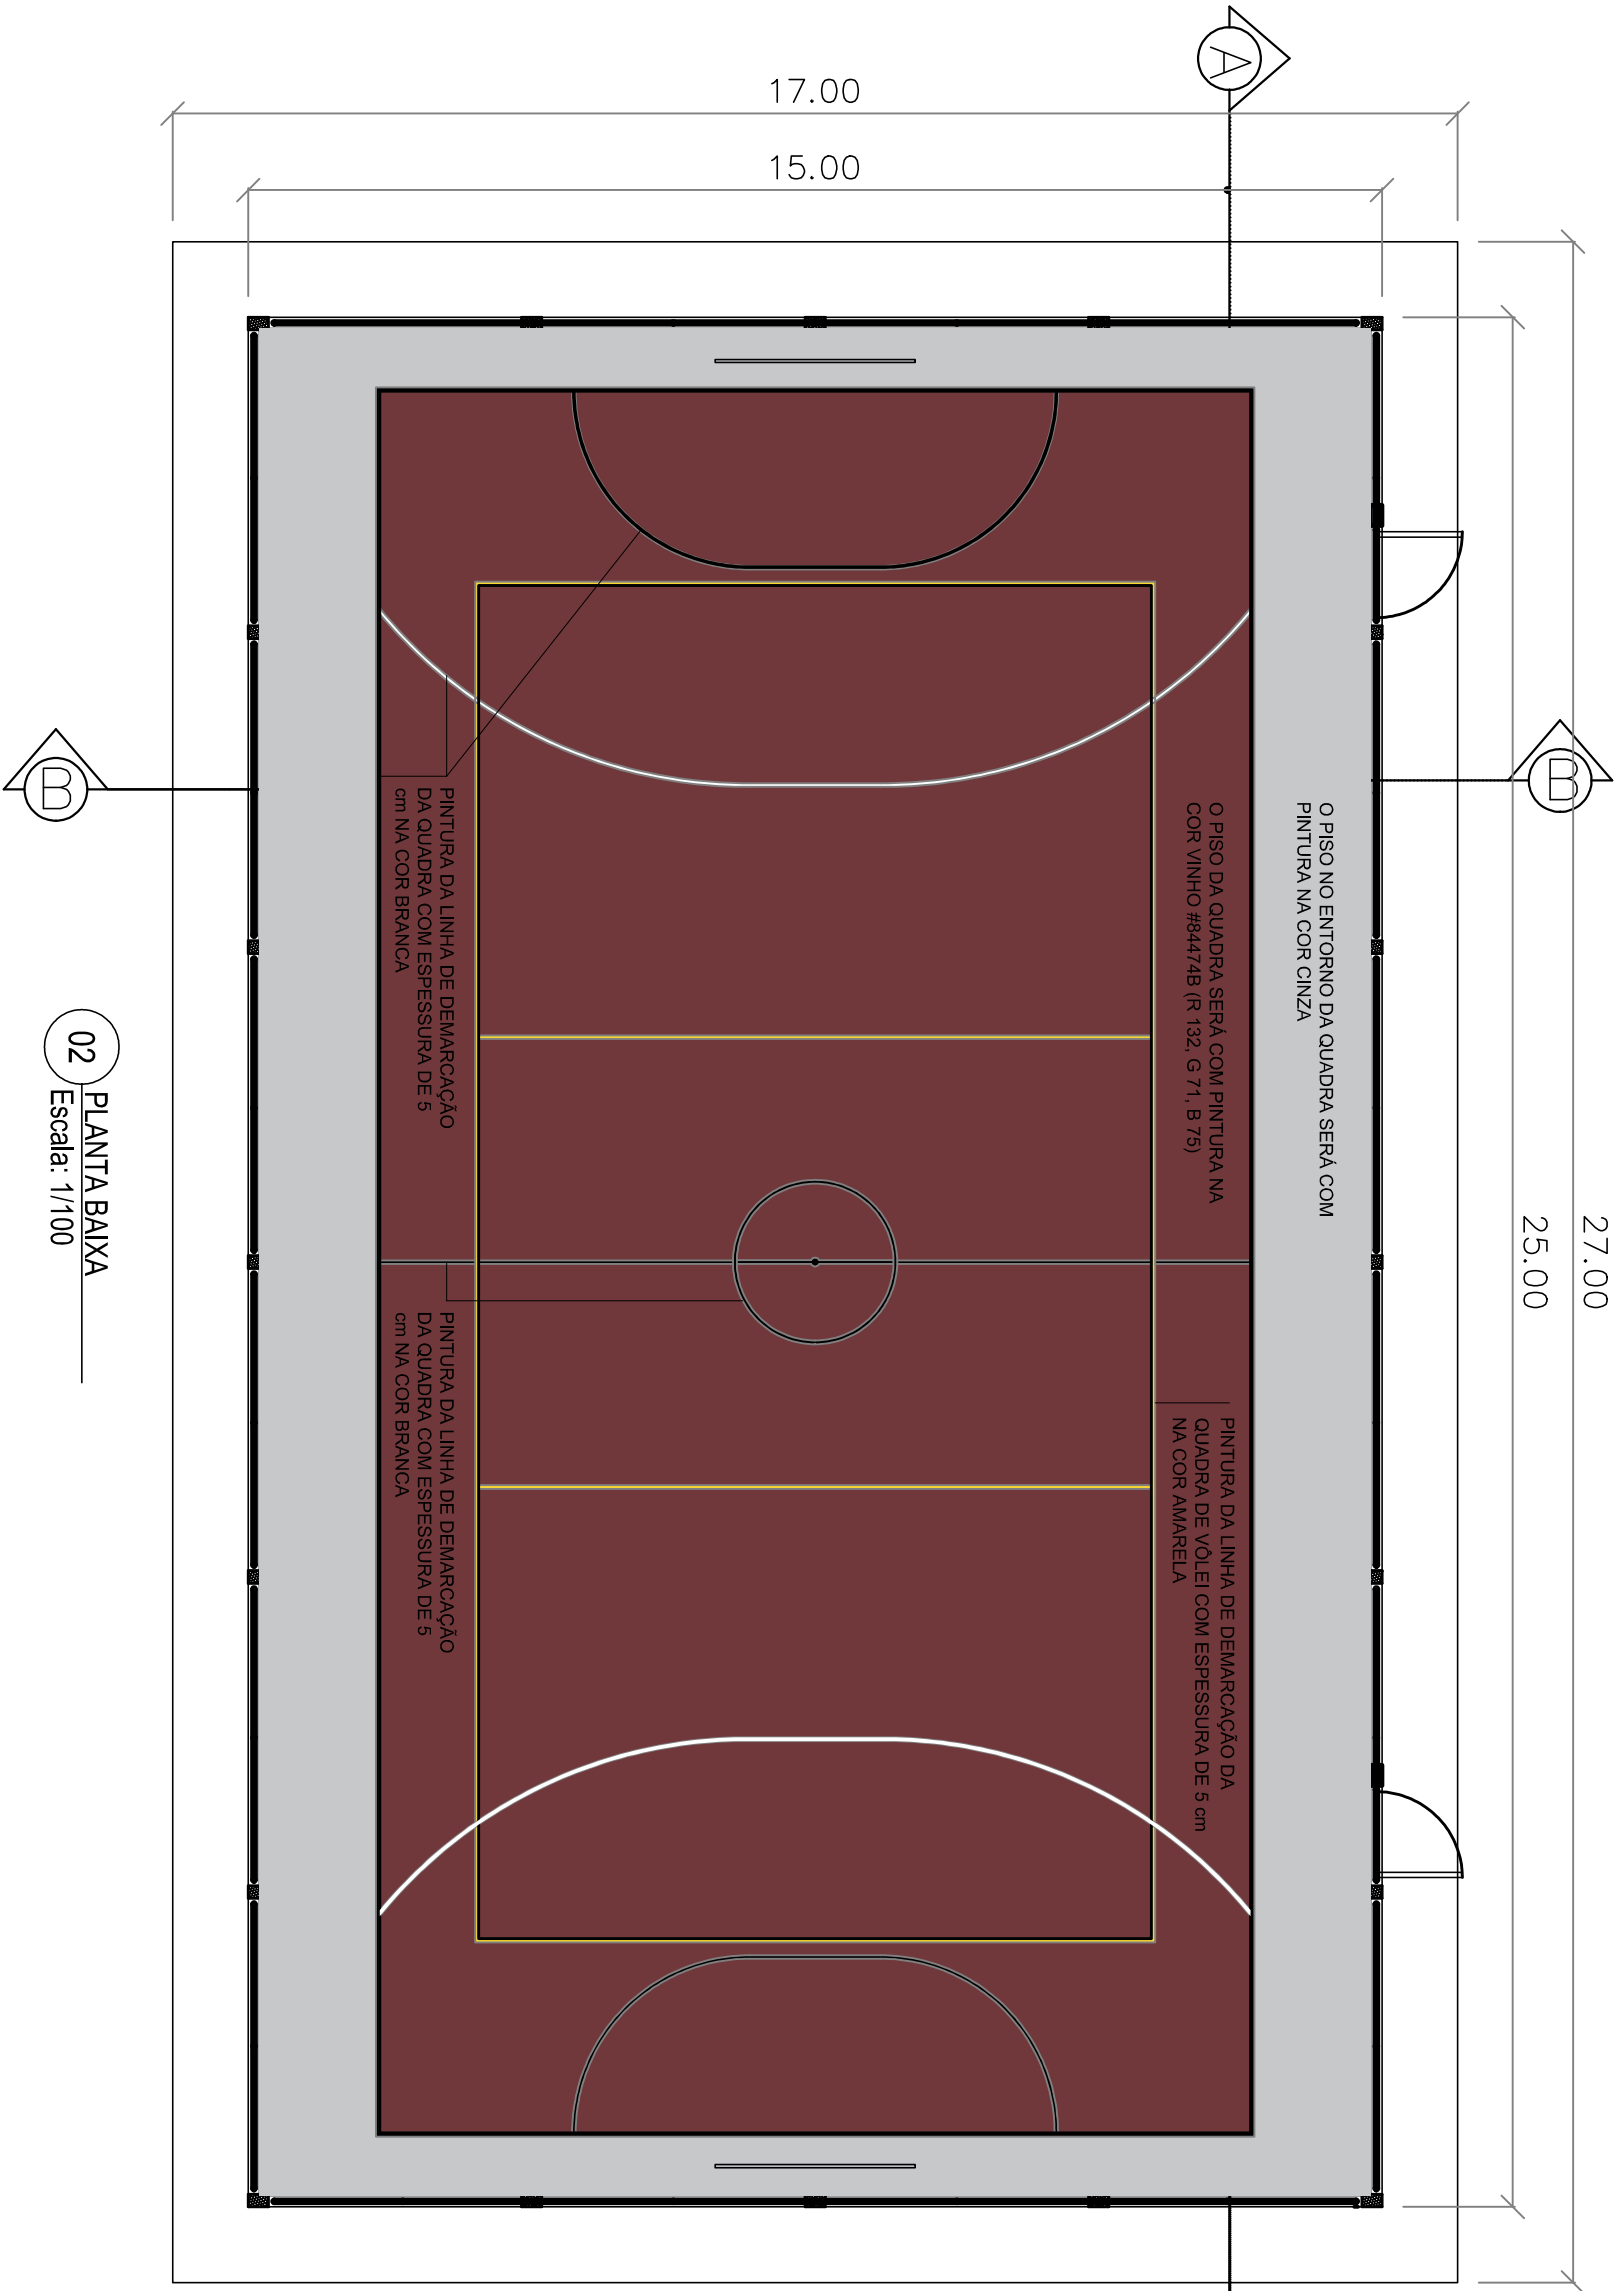 A
17.00
15.00
27.00
25.00
B
B
O PISO NO ENTORNO DA QUADRA SERÁ COM
PINTURA NA COR CINZA
O PISO DA QUADRA SERÁ COM PINTURA NA
COR VINHO #84474B (R 132, G 71, B 75)
PINTURA DA LINHA DE DEMARCAÇÃO DA
QUADRA DE VÔLEI COM ESPESSURA DE 5 cm
NA COR AMARELA
PINTURA DA LINHA DE DEMARCAÇÃO
DA QUADRA COM ESPESSURA DE 5
cm NA COR BRANCA
PINTURA DA LINHA DE DEMARCAÇÃO
DA QUADRA COM ESPESSURA DE 5
cm NA COR BRANCA
02
PLANTA BAIXA
Escala: 1/100